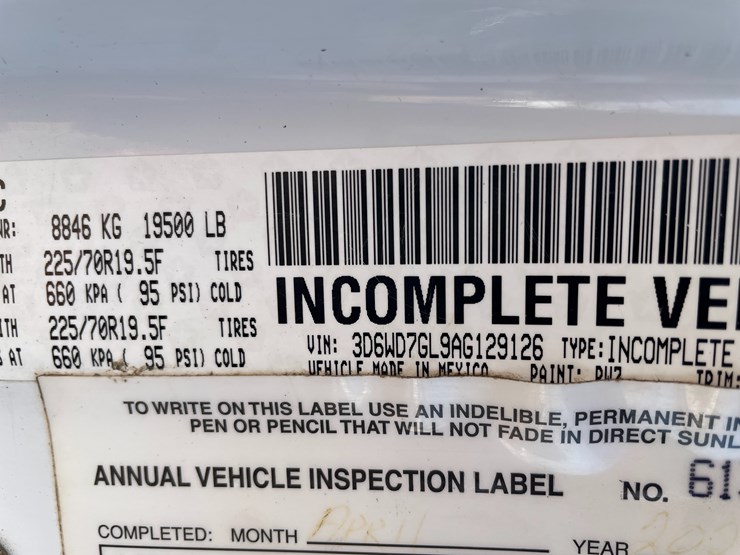 8846 KG 19500 LB
225/70R19.5F TIRES
AT 660 KPA ( 95 PSI) COLD
225/70R19.5F TIRES
AT 660 KPA ( 95 PSI) COLD
INCOMPLETE VE
VIN: 3D6WD7GL9AG129126 TYPE: INCOMPLETE
VEHICLE MADE IN MEXICO PAINT: PW7 TRIM:
TO WRITE ON THIS LABEL USE AN INDELIBLE, PERMANENT IN
PEN OR PENCIL THAT WILL NOT FADE IN DIRECT SUNL
ANNUAL VEHICLE INSPECTION LABEL NO. 61
COMPLETED: MONTH APRIL YEAR